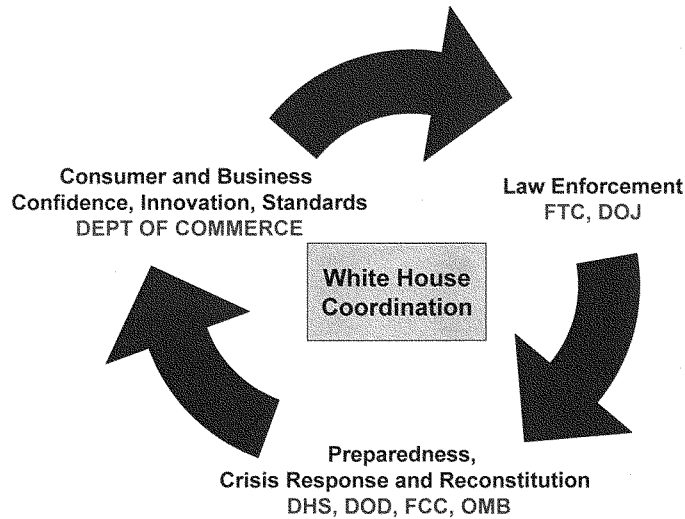 Consumer and Business
Confidence, Innovation, Standards
DEPT OF COMMERCE
Law Enforcement
FTC, DOJ
White House
Coordination
Preparedness,
Crisis Response and Reconstitution
DHS, DOD, FCC, OMB